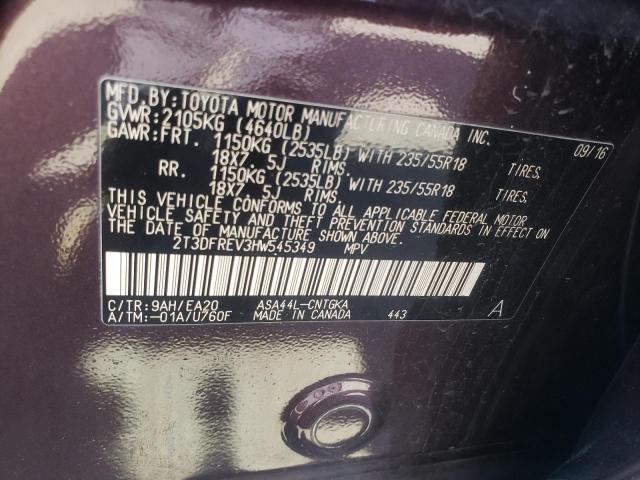 MFD. BY: TOYOTA MOTOR MANUFACTURING CANADA INC.
GVWR: 2105KG (4640LB) 09/16
GAWR: FRT. 1150KG (2535LB) WITH 235/55R18 TIRES.
18X7.5J RIMS
RR. 1150KG (2535LB) WITH 235/55R18 TIRES.
18X7.5J RIMS
THIS VEHICLE CONFORMS TO ALL APPLICABLE FEDERAL MOTOR
VEHICLE SAFETY AND THEFT PREVENTION STANDARDS IN EFFECT ON
THE DATE OF MANUFACTURE SHOWN ABOVE.
2T3DFREV3HW545349 MPV
C/TR: 9AH/EA20 ASA44L-CNTGKA
A/TM: -01A/U760F MADE IN CANADA 443 A